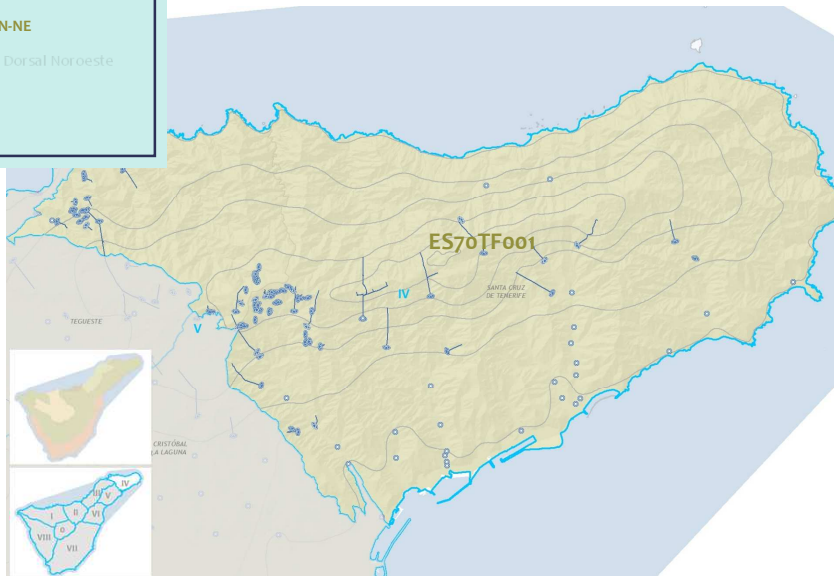 N-NE
Dorsal Noroeste
ES70TF001
IV
SANTA CRUZ
DE TENERIFE
V
TEGUESTE
CRISTÓBAL
LA LAGUNA
IV
III
V
I
II
VI
0
VIII
VII